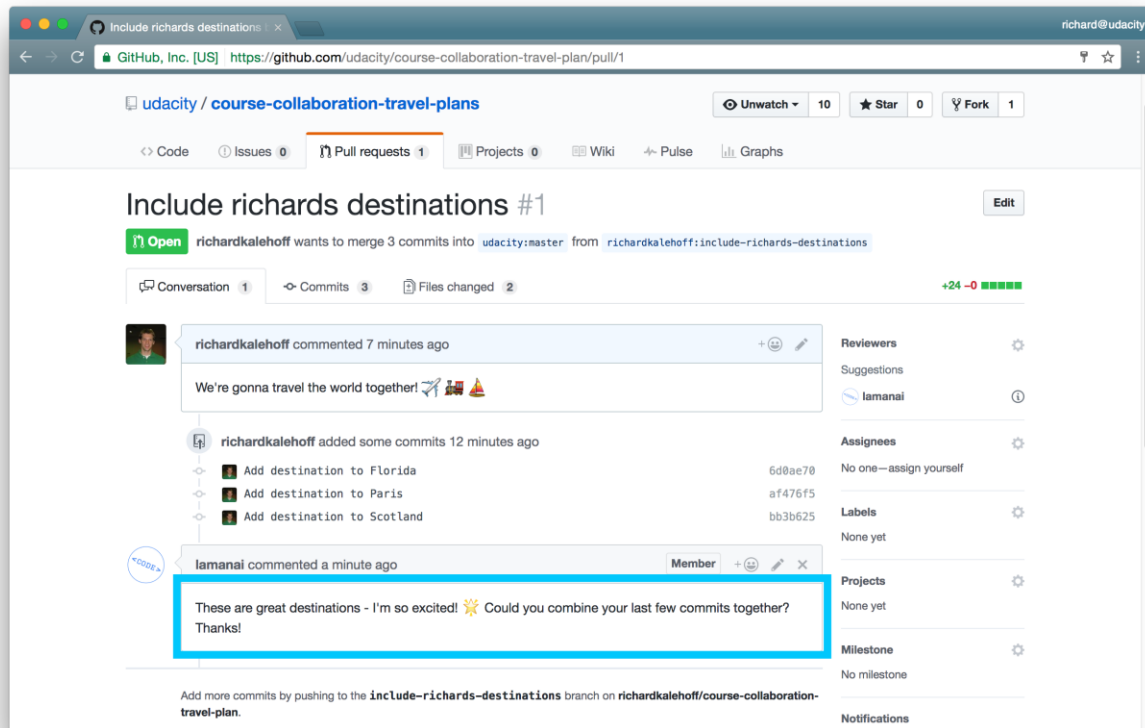 Include richards destinations
richard@udacity
GitHub, Inc. [US] https://github.com/udacity/course-collaboration-travel-plan/pull/1
udacity / course-collaboration-travel-plans
Unwatch 10 Star 0 Fork 1
Code Issues 0 Pull requests 1 Projects 0 Wiki Pulse Graphs
Include richards destinations #1
Edit
Open richardkalehoff wants to merge 3 commits into udacity:master from richardkalehoff:include-richards-destinations
Conversation 1 Commits 3 Files changed 2
+24 −0
richardkalehoff commented 7 minutes ago
We're gonna travel the world together! ✈️ 🚂 ⛵
richardkalehoff added some commits 12 minutes ago
Add destination to Florida 6d0ae70
Add destination to Paris af476f5
Add destination to Scotland bb3b625
<CODE>
lamanai commented a minute ago
Member
These are great destinations - I'm so excited! 🌟 Could you combine your last few commits together?
Thanks!
Add more commits by pushing to the include-richards-destinations branch on richardkalehoff/course-collaboration-
travel-plan.
Reviewers
Suggestions
lamanai
Assignees
No one—assign yourself
Labels
None yet
Projects
None yet
Milestone
No milestone
Notifications